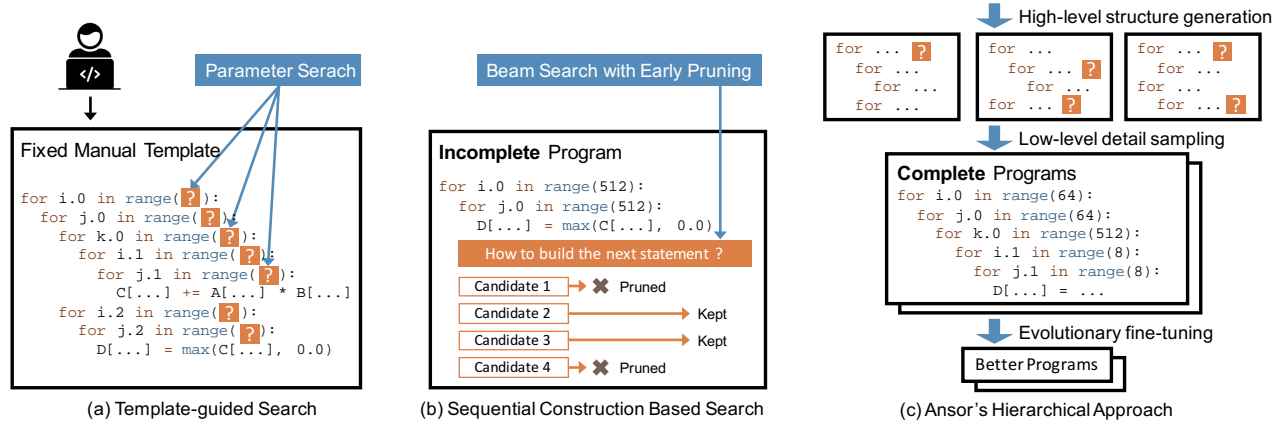 </>
Parameter Serach
Fixed Manual Template
for i.0 in range( ? ):
for j.0 in range( ? ):
for k.0 in range( ? ):
for i.1 in range( ? ):
for j.1 in range( ? ):
C[...] += A[...] * B[...]
for i.2 in range( ? ):
for j.2 in range( ? ):
D[...] = max(C[...], 0.0)
(a) Template-guided Search
Beam Search with Early Pruning
Incomplete Program
for i.0 in range(512):
for j.0 in range(512):
D[...] = max(C[...], 0.0)
How to build the next statement ?
Candidate 1 Pruned
Candidate 2 Kept
Candidate 3 Kept
Candidate 4 Pruned
(b) Sequential Construction Based Search
High-level structure generation
for ... ?
for ...
for ...
for ...
for ...
for ... ?
for ...
for ... ?
for ... ?
for ...
for ...
for ... ?
Low-level detail sampling
Complete Programs
for i.0 in range(64):
for j.0 in range(64):
for k.0 in range(512):
for i.1 in range(8):
for j.1 in range(8):
D[...] = ...
Evolutionary fine-tuning
Better Programs
(c) Ansor's Hierarchical Approach